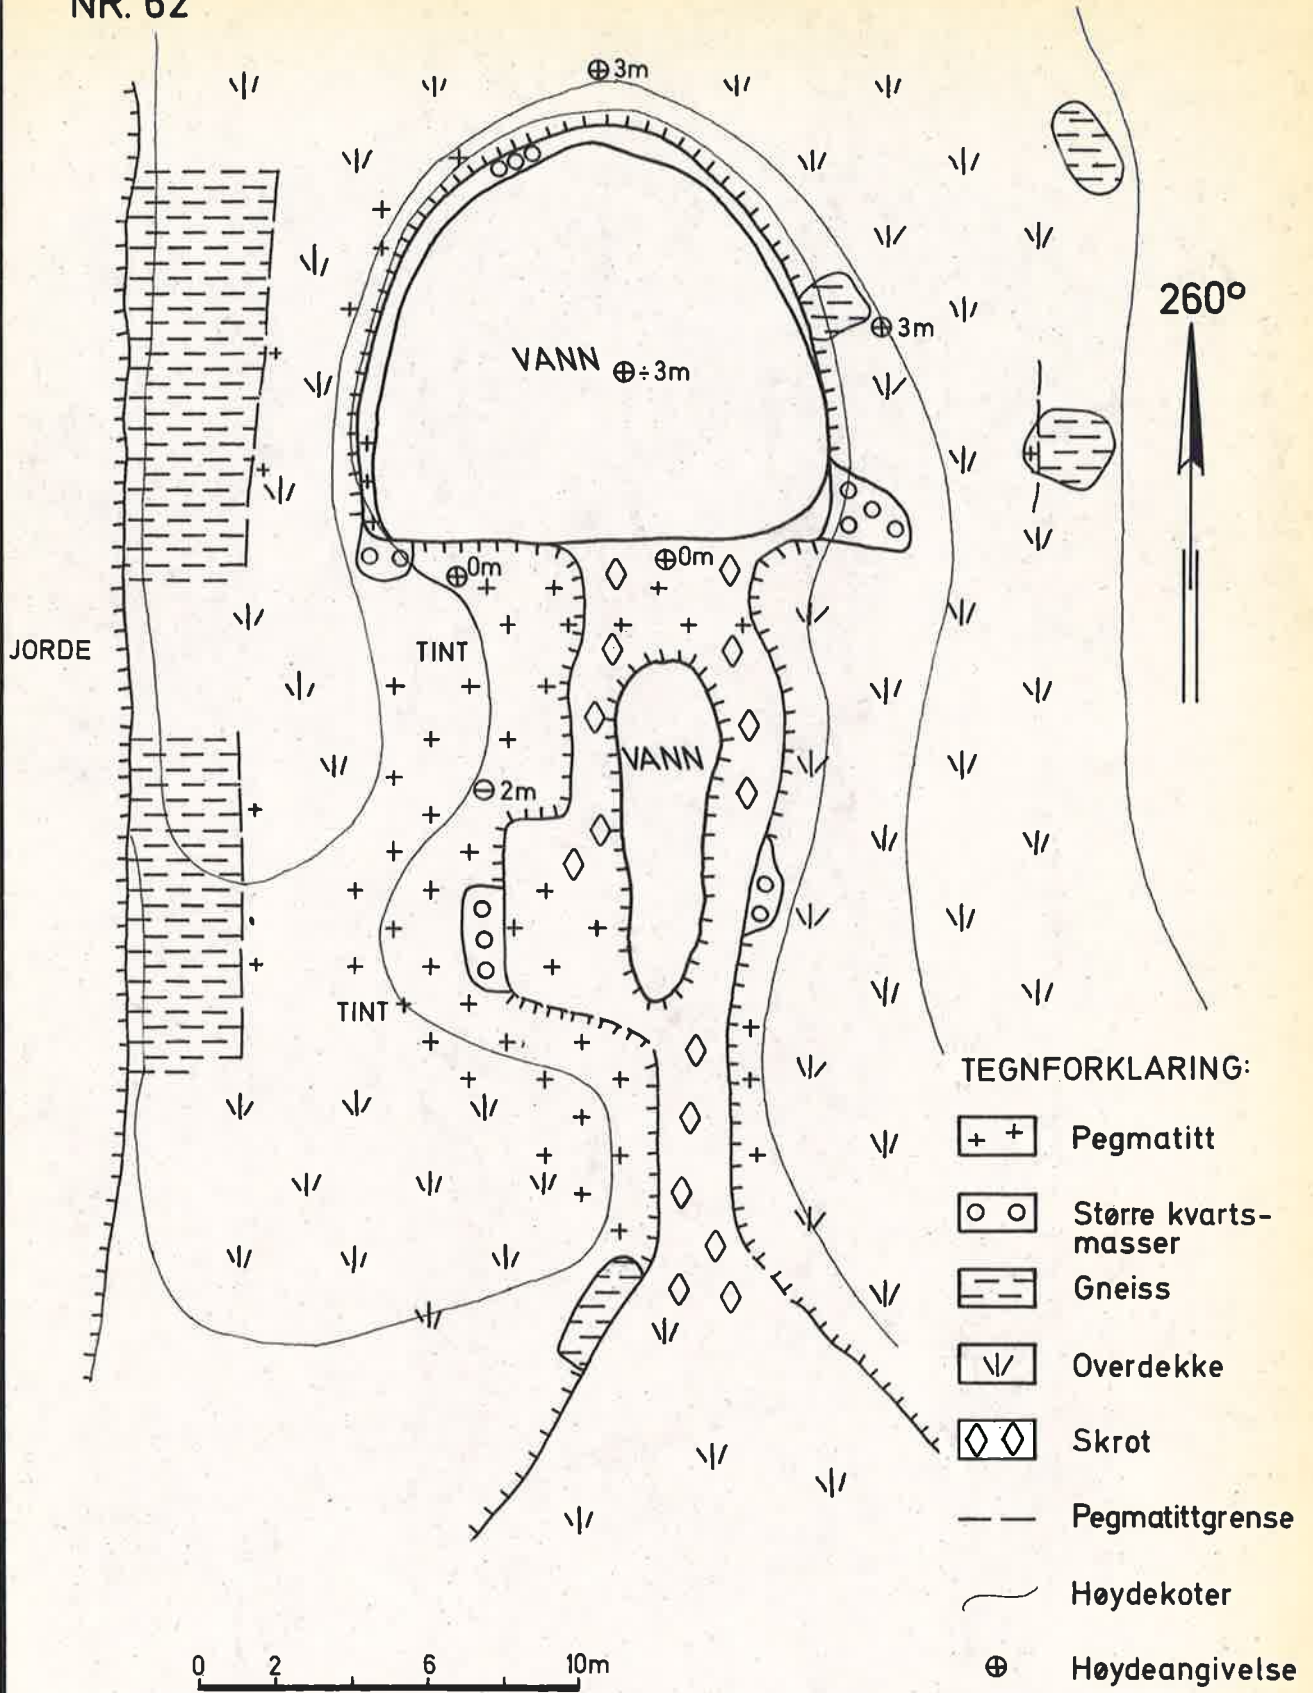 NR. 62
⊕ 3m
260°
⊕ 3m
VANN ⊕ ÷3m
⊕ 0m
⊕ 0m
JORDE
TINT
VANN
⊖ 2m
TINT
TEGNFORKLARING:
Pegmatitt
Større kvarts-
masser
Gneiss
Overdekke
Skrot
Pegmatittgrense
Høydekoter
Høydeangivelse
0 2 6 10m